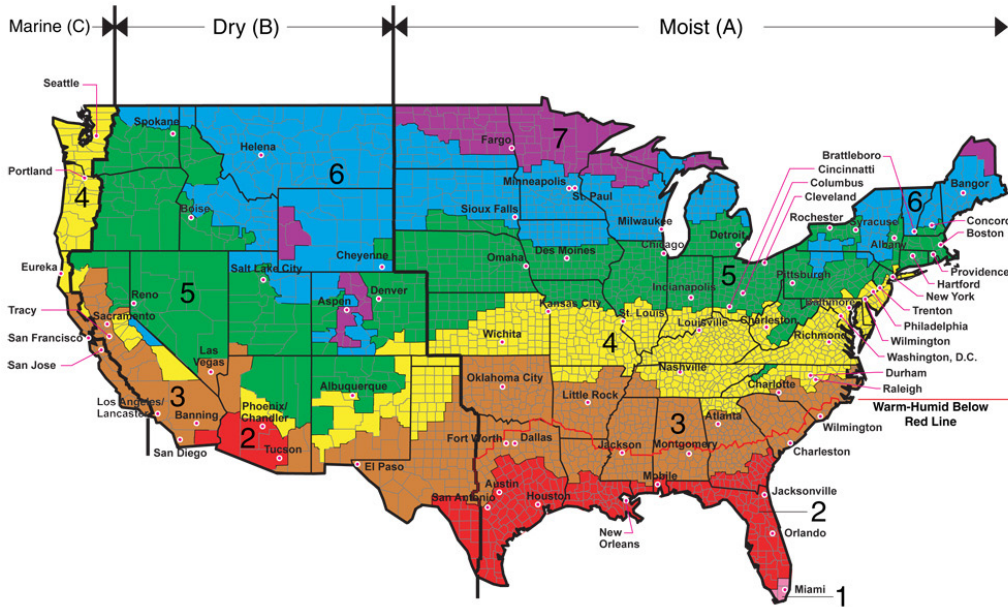 Marine (C)
Dry (B)
Moist (A)
Seattle
Spokane
Helena
Fargo
7
Brattleboro
Cincinnatti
Columbus
Cleveland
Portland
4
6
Minneapolis
St. Paul
Bangor
6
Boise
Sioux Falls
Milwaukee
Rochester
Syracuse
Concord
Detroit
Albany
Boston
Eureka
Salt Lake City
Cheyenne
Omaha
Des Moines
Chicago
5
Pittsburgh
Providence
Hartford
Reno
5
Aspen
Denver
Indianapolis
New York
Tracy
Sacramento
Kansas City
St. Louis
Louisville
Charleston
Baltimore
Trenton
Philadelphia
San Francisco
Wichita
4
Richmond
Wilmington
San Jose
Las
Vegas
Washington, D.C.
Nashville
Durham
3
Albuquerque
Oklahoma City
Charlotte
Raleigh
Los Angeles/
Lancaster
Banning
Phoenix/
Chandler
Little Rock
3
Atlanta
Warm-Humid Below
Red Line
2
Wilmington
San Diego
Tucson
El Paso
Fort Worth
Dallas
Jackson
Montgomery
Charleston
Austin
Mobile
San Antonio
Houston
Jacksonville
2
New
Orleans
Orlando
Miami
1